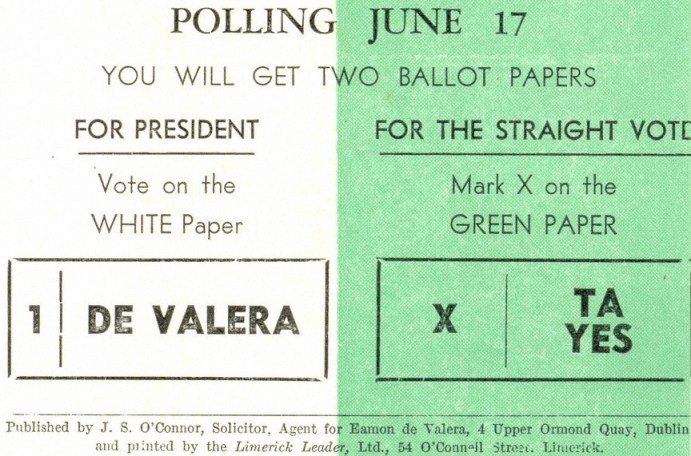 POLLING JUNE 17
YOU WILL GET TWO BALLOT PAPERS
FOR PRESIDENT
Vote on the
WHITE Paper
1 DE VALERA
FOR THE STRAIGHT VOTE
Mark X on the
GREEN PAPER
X TA
YES
Published by J. S. O'Connor, Solicitor, Agent for Eamon de Valera, 4 Upper Ormond Quay, Dublin
and printed by the Limerick Leader, Ltd., 54 O'Connell Street. Limerick.